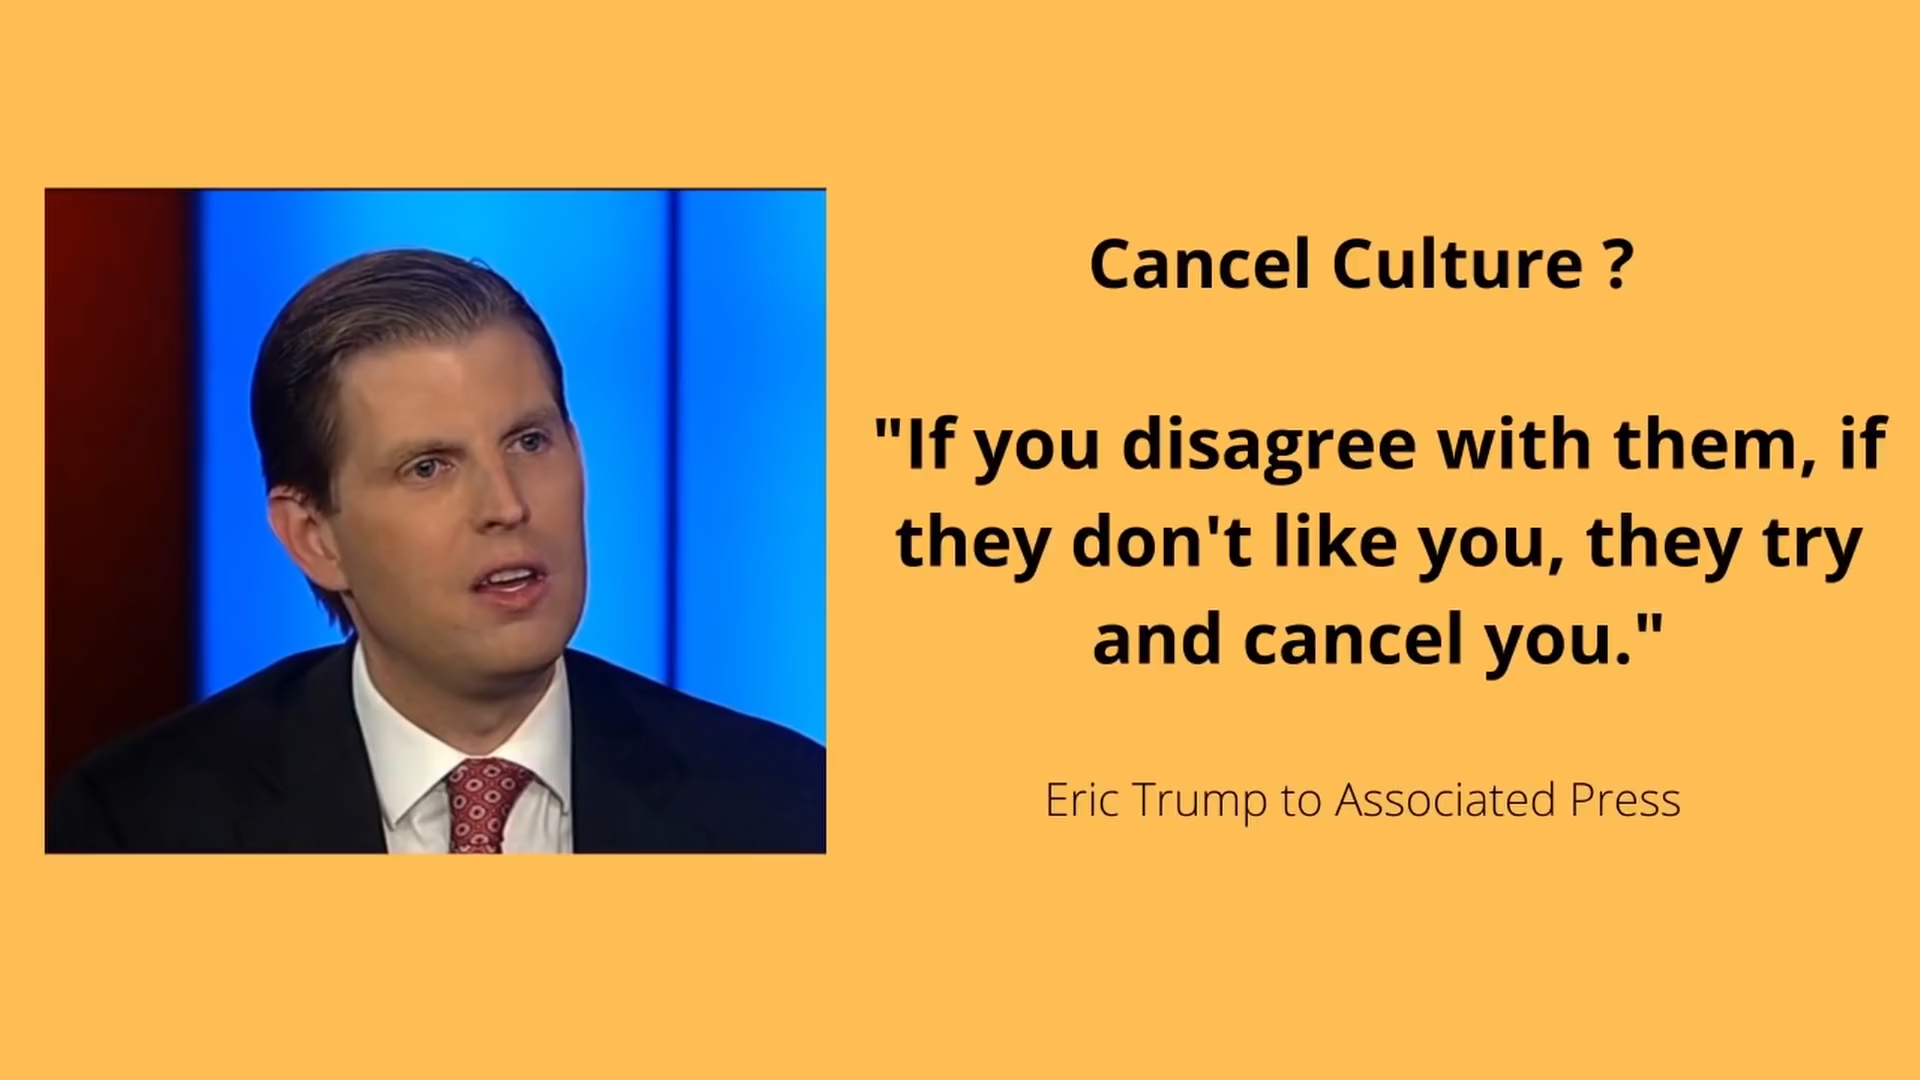 Cancel Culture ?
"If you disagree with them, if
they don't like you, they try
and cancel you."
Eric Trump to Associated Press